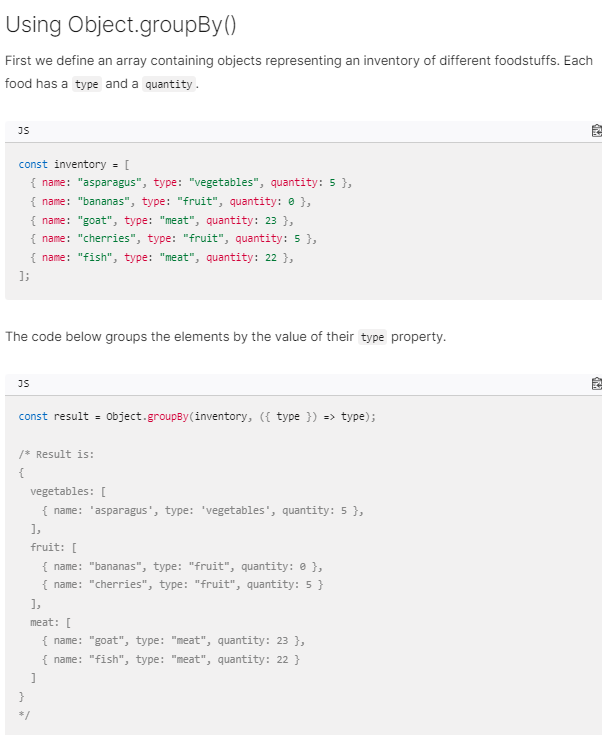 Using Object.groupBy()
First we define an array containing objects representing an inventory of different foodstuffs. Each
food has a type and a quantity.
JS
const inventory = [
  { name: "asparagus", type: "vegetables", quantity: 5 },
  { name: "bananas", type: "fruit", quantity: 0 },
  { name: "goat", type: "meat", quantity: 23 },
  { name: "cherries", type: "fruit", quantity: 5 },
  { name: "fish", type: "meat", quantity: 22 },
];
The code below groups the elements by the value of their type property.
JS
const result = Object.groupBy(inventory, ({ type }) => type);
/* Result is:
{
  vegetables: [
    { name: 'asparagus', type: 'vegetables', quantity: 5 },
  ],
  fruit: [
    { name: "bananas", type: "fruit", quantity: 0 },
    { name: "cherries", type: "fruit", quantity: 5 }
  ],
  meat: [
    { name: "goat", type: "meat", quantity: 23 },
    { name: "fish", type: "meat", quantity: 22 }
  ]
}
*/